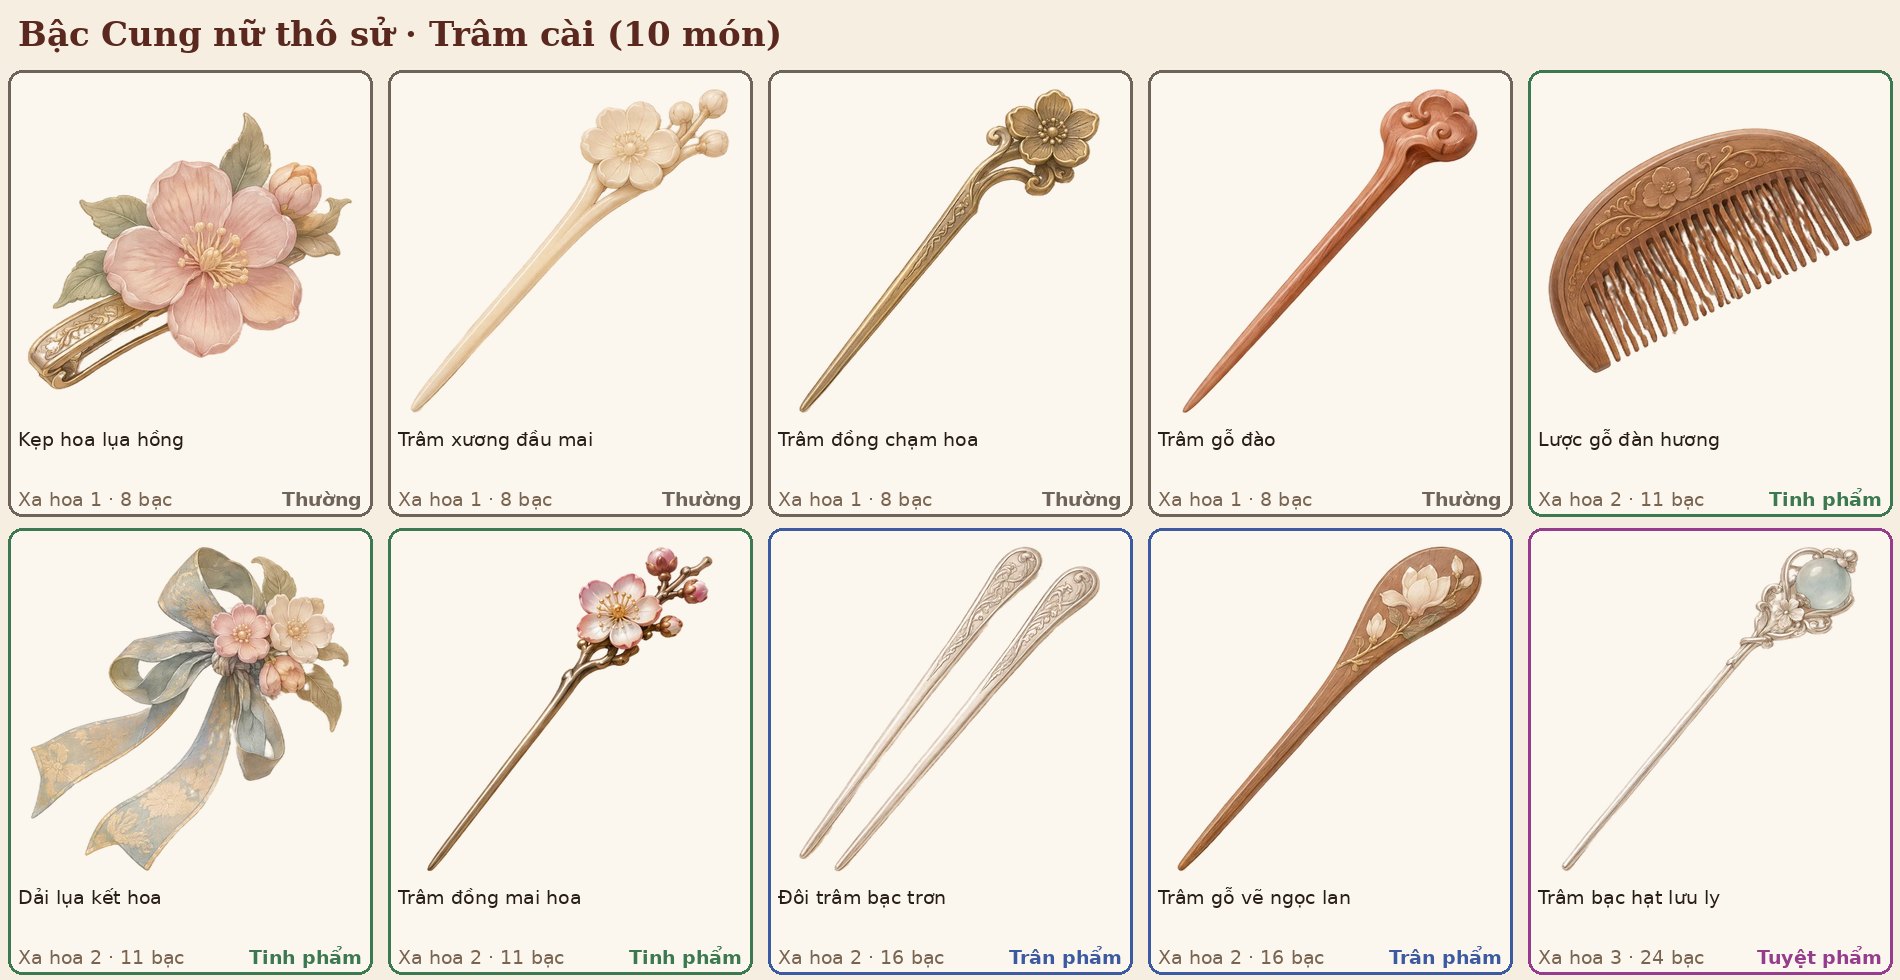 Bậc Cung nữ thô sử · Trâm cài (10 món)
Kẹp hoa lụa hồng
Xa hoa 1 · 8 bạc Thường
Trâm xương đầu mai
Xa hoa 1 · 8 bạc Thường
Trâm đồng chạm hoa
Xa hoa 1 · 8 bạc Thường
Trâm gỗ đào
Xa hoa 1 · 8 bạc Thường
Lược gỗ đàn hương
Xa hoa 2 · 11 bạc Tinh phẩm
Dải lụa kết hoa
Xa hoa 2 · 11 bạc Tinh phẩm
Trâm đồng mai hoa
Xa hoa 2 · 11 bạc Tinh phẩm
Đôi trâm bạc trơn
Xa hoa 2 · 16 bạc Trân phẩm
Trâm gỗ vẽ ngọc lan
Xa hoa 2 · 16 bạc Trân phẩm
Trâm bạc hạt lưu ly
Xa hoa 3 · 24 bạc Tuyệt phẩm